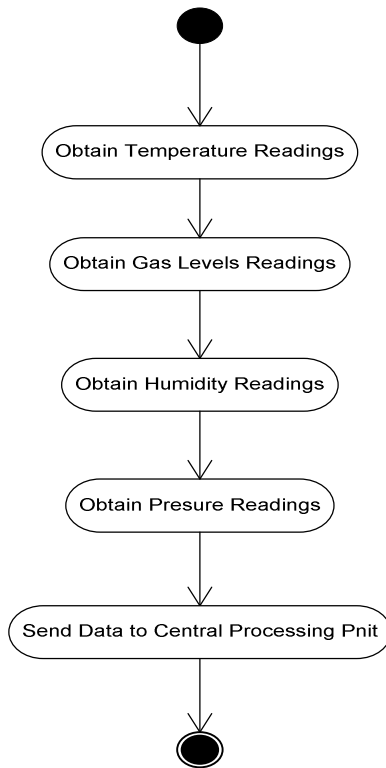 Obtain Temperature Readings
Obtain Gas Levels Readings
Obtain Humidity Readings
Obtain Presure Readings
Send Data to Central Processing Pnit